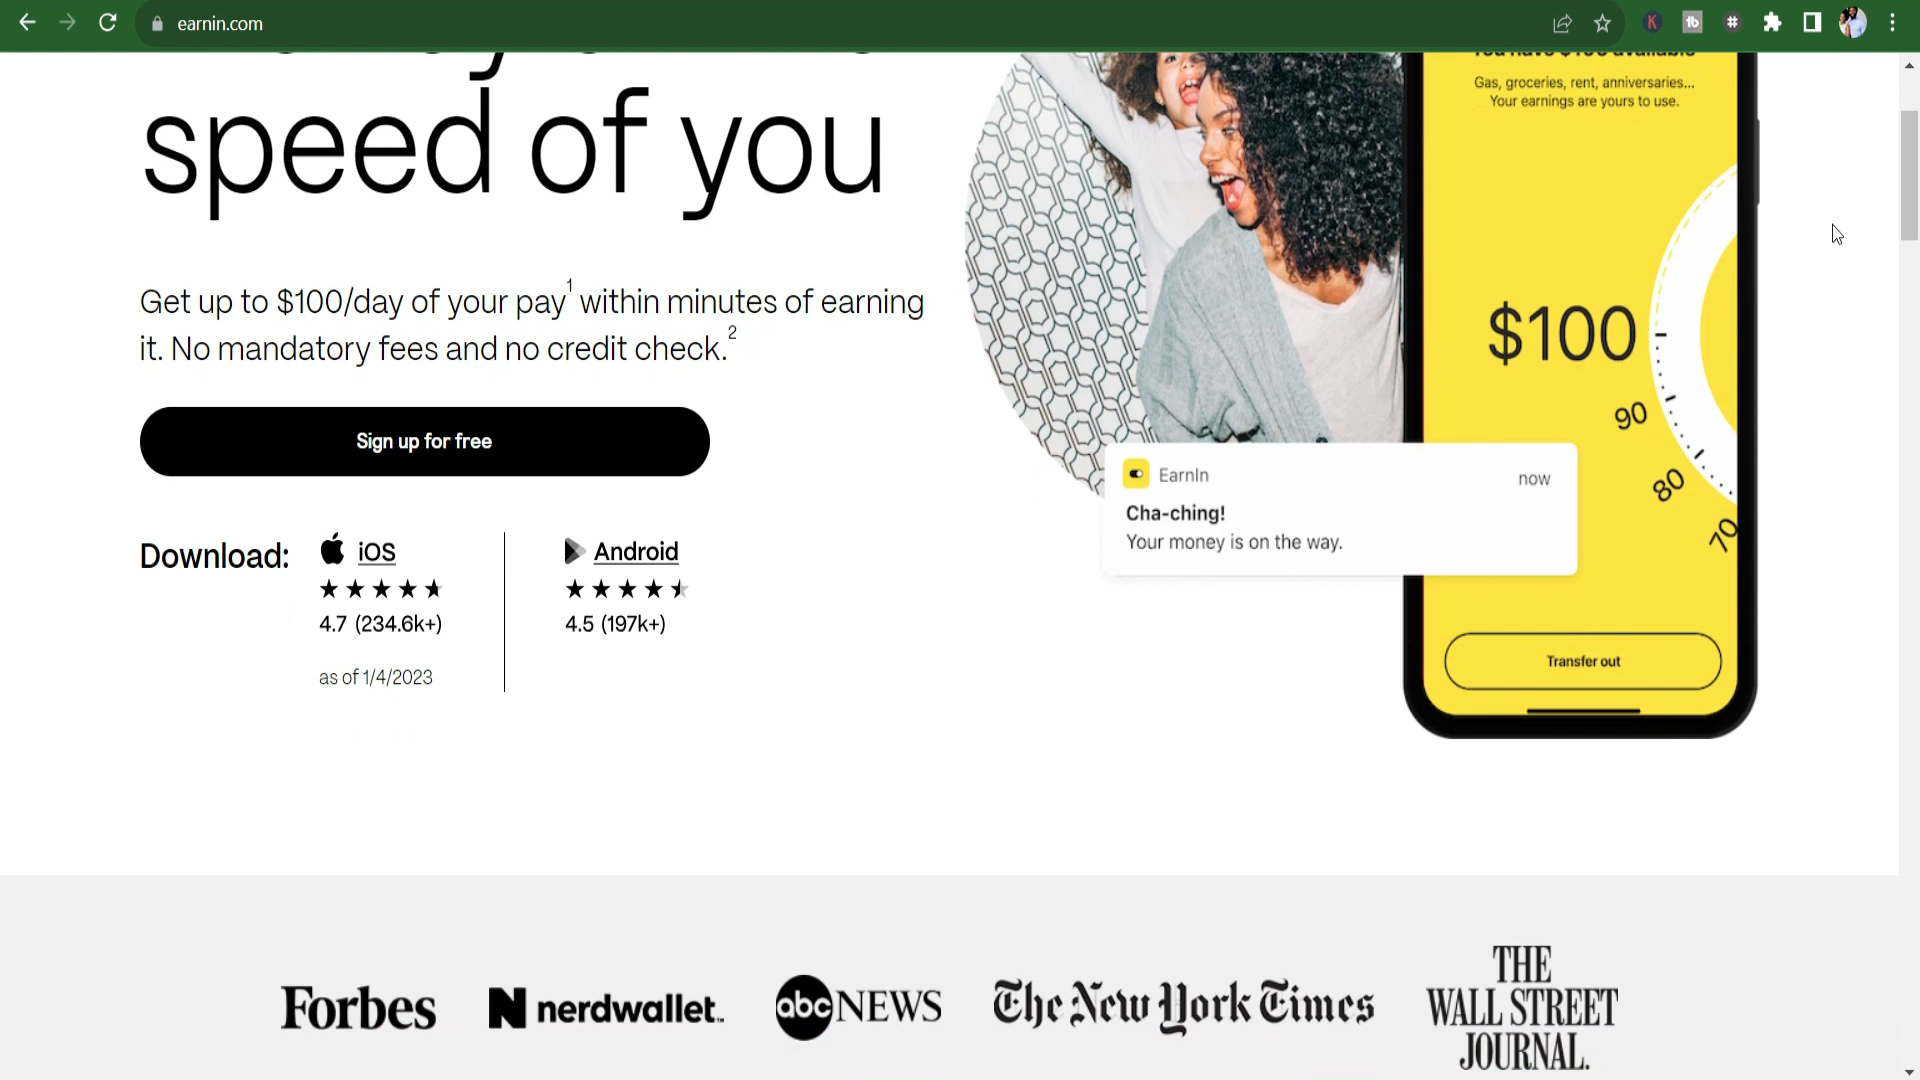 earnin.com
speed of you
Get up to $100/day of your pay1 within minutes of earning
it. No mandatory fees and no credit check.2
Sign up for free
Download:
iOS
4.7 (234.6k+)
as of 1/4/2023
Android
4.5 (197k+)
Gas, groceries, rent, anniversaries...
Your earnings are yours to use.
$100
90
80
70
EarnIn
now
Cha-ching!
Your money is on the way.
Transfer out
Forbes
N nerdwallet
abc NEWS
The New York Times
THE
WALL STREET
JOURNAL.
K
tb
#